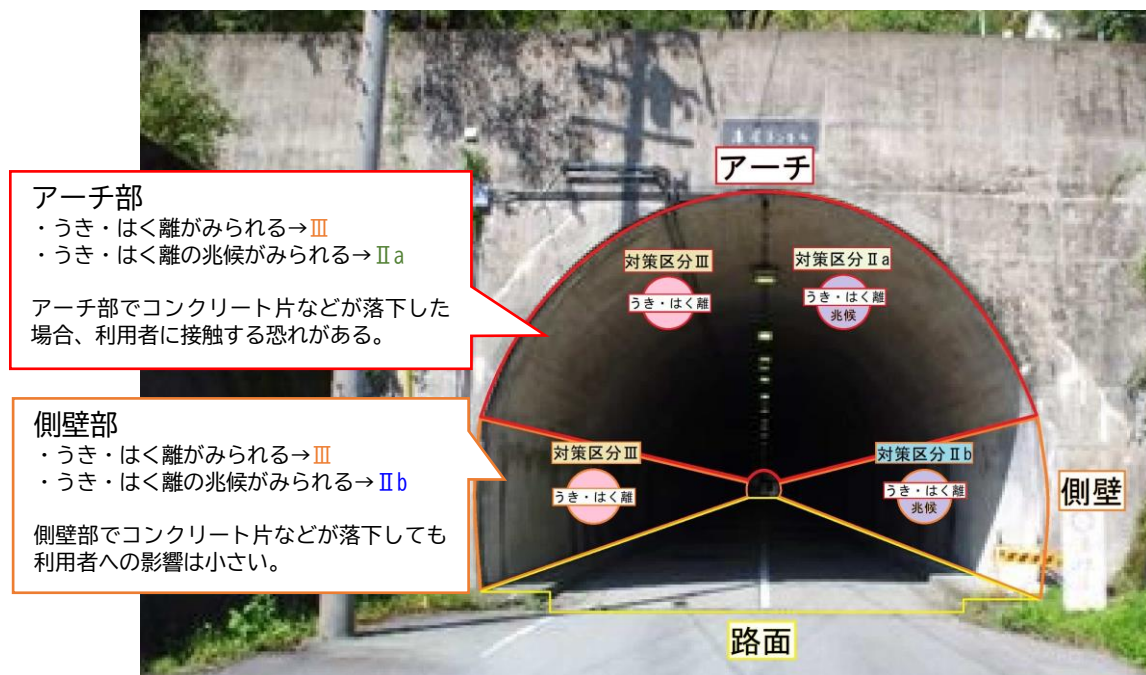 アーチ
アーチ部
・うき・はく離がみられる→Ⅲ
・うき・はく離の兆候がみられる→Ⅱa
アーチ部でコンクリート片などが落下した
場合、利用者に接触する恐れがある。
対策区分Ⅲ
うき・はく離
対策区分Ⅱa
うき・はく離
兆候
側壁部
・うき・はく離がみられる→Ⅲ
・うき・はく離の兆候がみられる→Ⅱb
側壁部でコンクリート片などが落下しても
利用者への影響は小さい。
対策区分Ⅲ
うき・はく離
対策区分Ⅱb
うき・はく離
兆候
側壁
路面